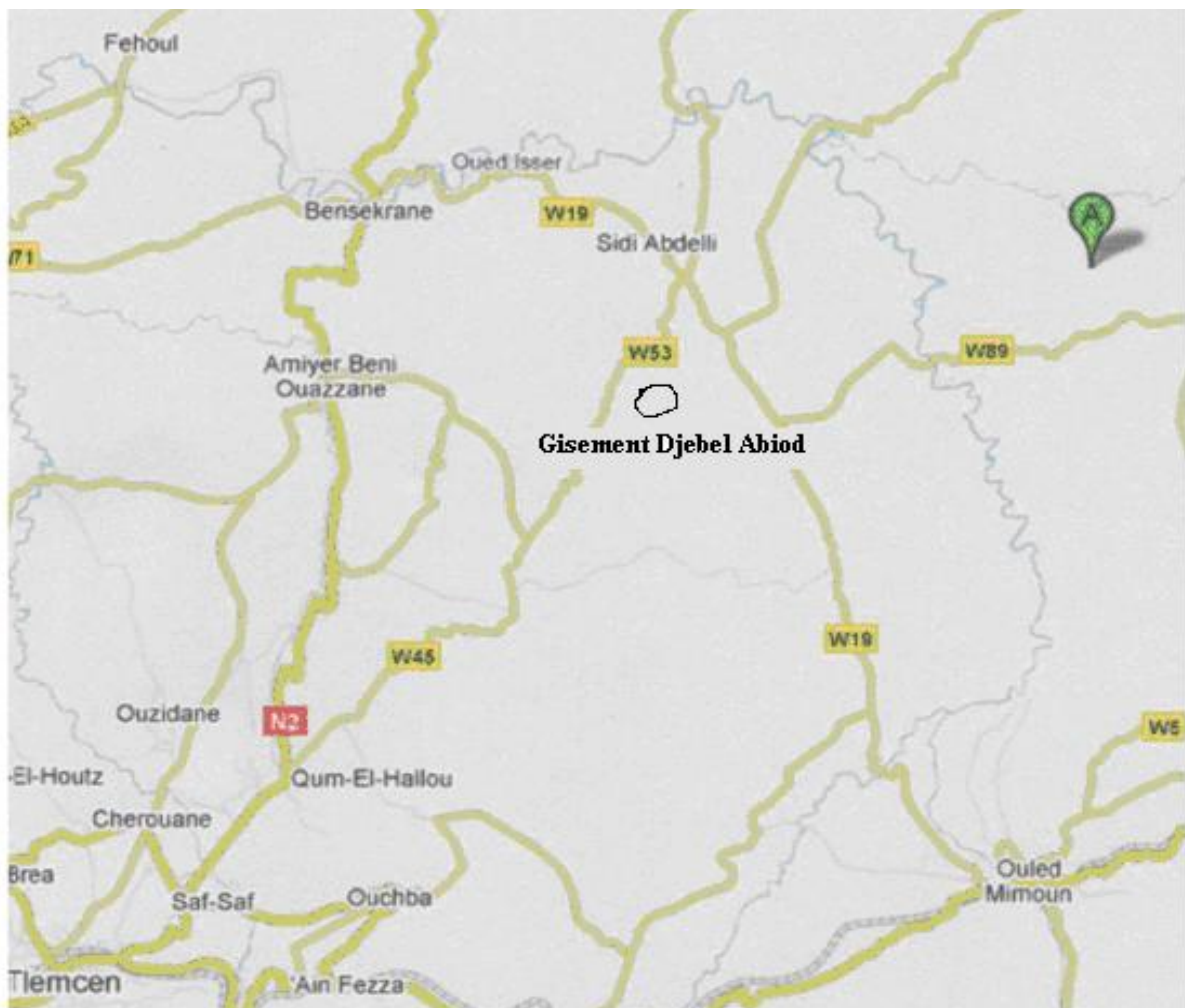 Fehoul
Oued Isser
Bensekrane
W19
Sidi Abdelli
A
W71
W53
W89
Amiyer Beni
Ouazzane
Gisement Djebel Abiod
W45
W19
Ouzidane
N2
W5
-El-Houtz
Qum-El-Hallou
Cherouane
Brea
Saf-Saf
Ouchba
Ouled
Mimoun
Tlemcen
'Ain Fezza